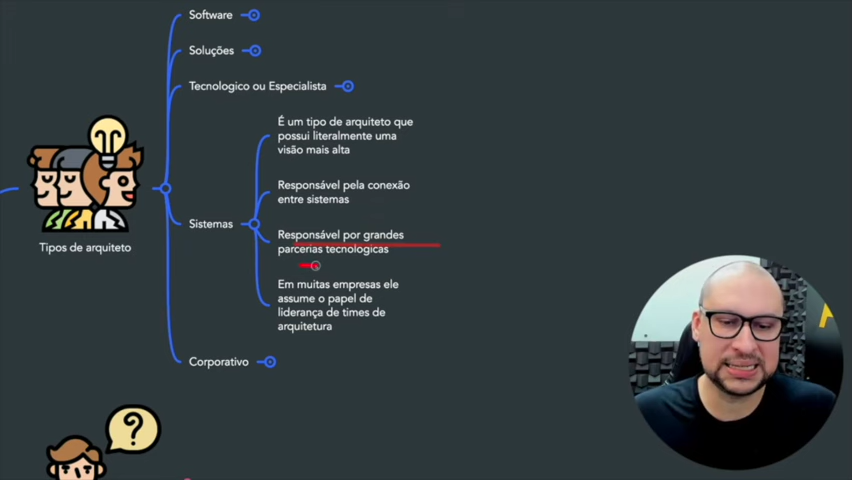 Software
Soluções
Tecnologico ou Especialista
É um tipo de arquiteto que
possui literalmente uma
visão mais alta
Responsável pela conexão
entre sistemas
Sistemas
Responsável por grandes
parcerias tecnologicas
Em muitas empresas ele
assume o papel de
liderança de times de
arquitetura
Tipos de arquiteto
Corporativo
?